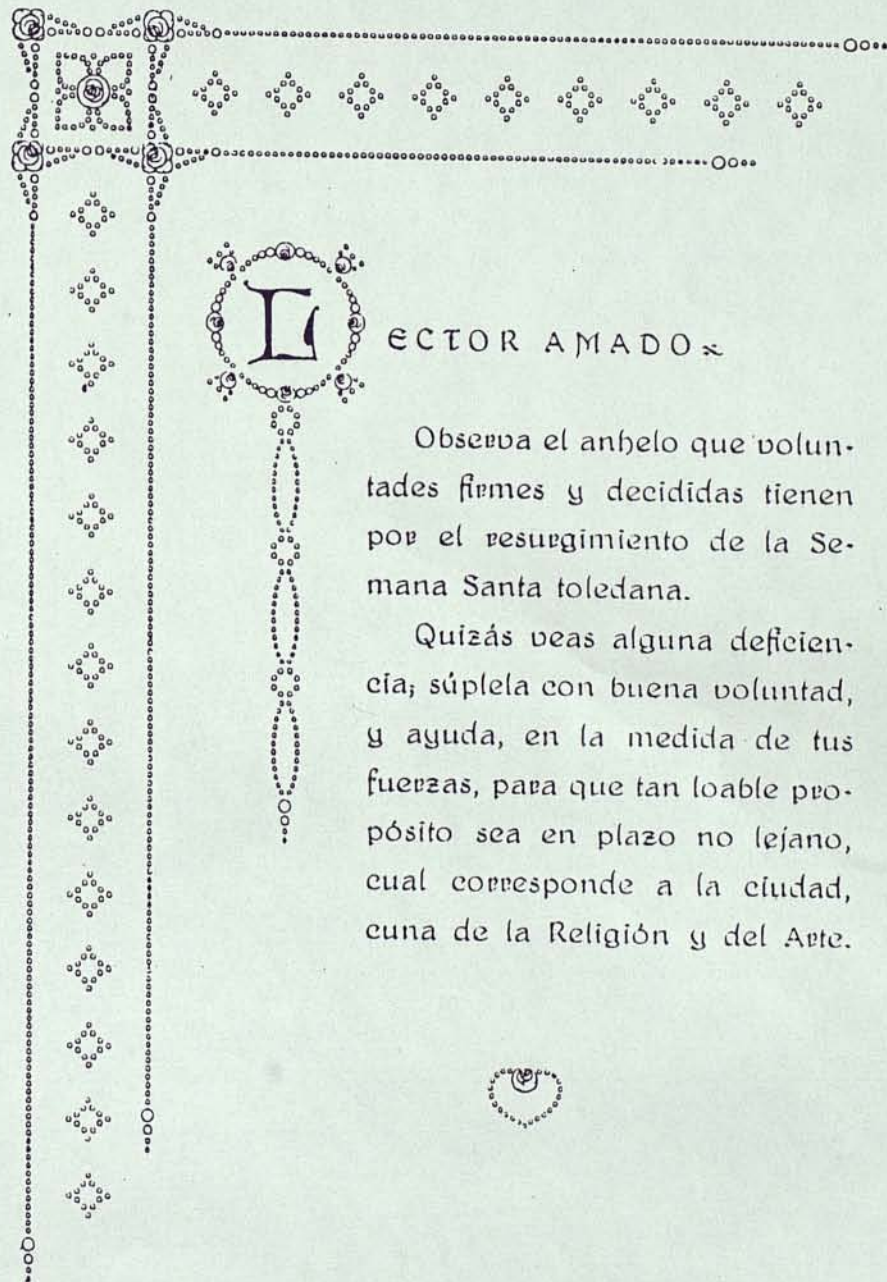 LECTOR AMADO
Observa el anhelo que volun-
tades firmes y decididas tienen
por el resurgimiento de la Se-
mana Santa toledana.
Quizás veas alguna deficien-
cia; súplela con buena voluntad,
y ayuda, en la medida de tus
fuerzas, para que tan loable pro-
pósito sea en plazo no lejano,
cual corresponde a la ciudad,
cuna de la Religión y del Arte.